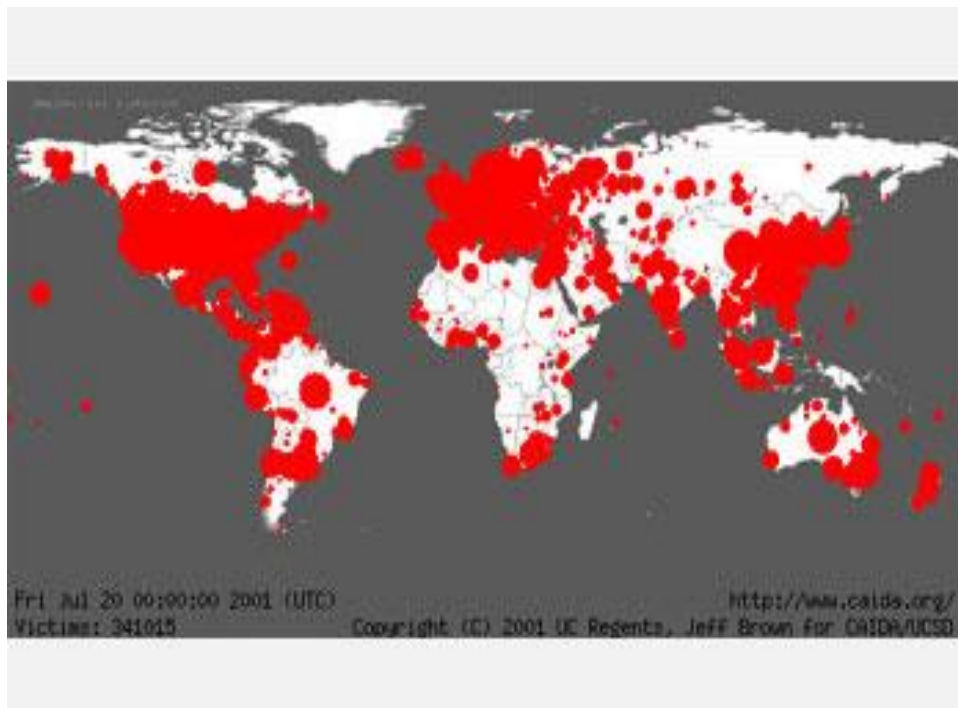 Fri Jul 20 00:00:00 2001 (UTC)
http://www.caida.org/
Victims: 341015
Copyright (C) 2001 UC Regents, Jeff Brown for CAIDA/UCSD